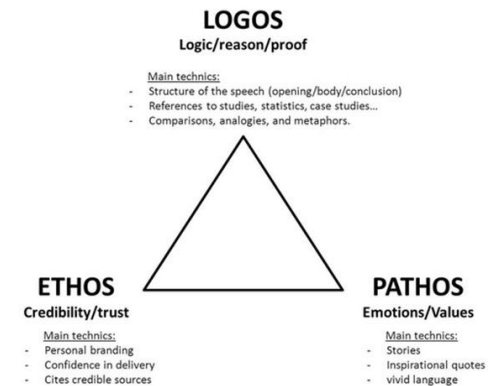 LOGOS
Logic/reason/proof
Main technics:
- Structure of the speech (opening/body/conclusion)
- References to studies, statistics, case studies...
- Comparisons, analogies, and metaphors.
ETHOS
Credibility/trust
Main technics:
- Personal branding
- Confidence in delivery
- Cites credible sources
PATHOS
Emotions/Values
Main technics:
- Stories
- Inspirational quotes
- vivid language